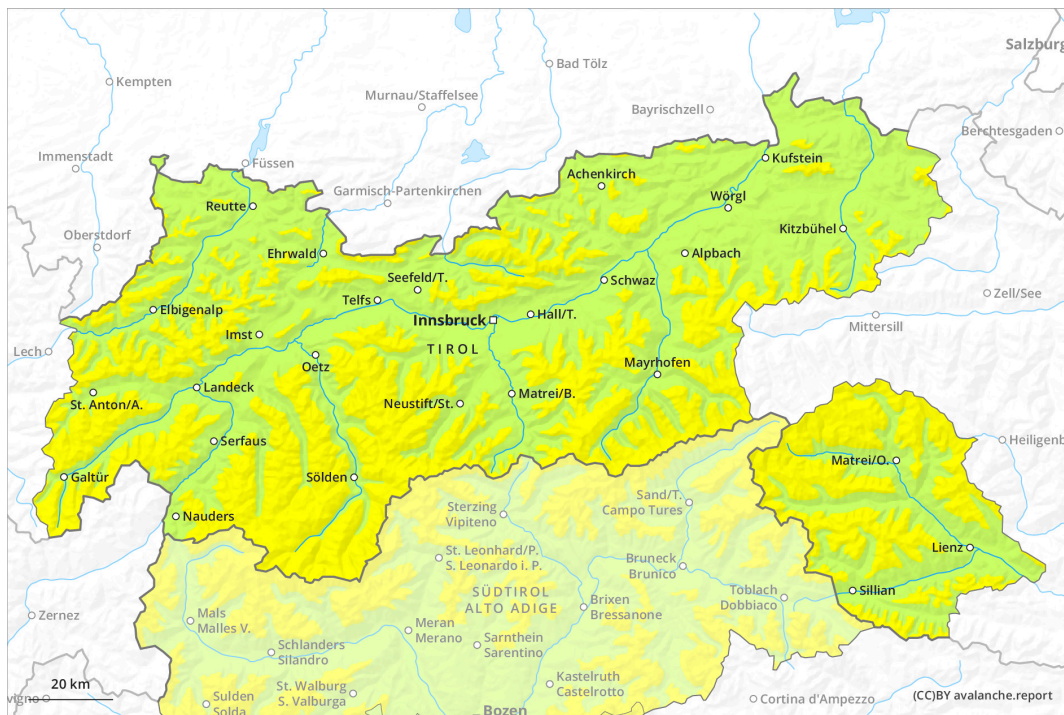 Salzburg
Kempten
Bad Tölz
Murnau/Staffelsee
Bayrischzell
Berchtesgaden
Immenstadt
Füssen
Kufstein
Achenkirch
Garmisch-Partenkirchen
Reutte
Wörgl
Oberstdorf
Kitzbühel
Ehrwald
Alpbach
Seefeld/T.
Schwaz
Zell/See
Telfs
Elbigenalp
Innsbruck
Hall/T.
Mittersill
Imst
Lech
TIROL
Oetz
Mayrhofen
Landeck
St. Anton/A.
Neustift/St.
Matrei/B.
Serfaus
Heiligenb
Matrei/O.
Galtür
Sölden
Sand/T.
Campo Tures
Sterzing
Vipiteno
Nauders
Lienz
St. Leonhard/P.
S. Leonardo i. P.
Bruneck
Brunico
SÜDTIROL
ALTO ADIGE
Toblach
Dobbiaco
Sillian
Brixen
Bressanone
Zernez
Mals
Malles V.
Meran
Merano
Sarnthein
Sarentino
Schlanders
Silandro
Kastelruth
Castelrotto
20 km
St. Walburg
S. Valburga
Sulden
Solda
vigno
Cortina d'Ampezzo
(CC)BY avalanche.report
Bozen